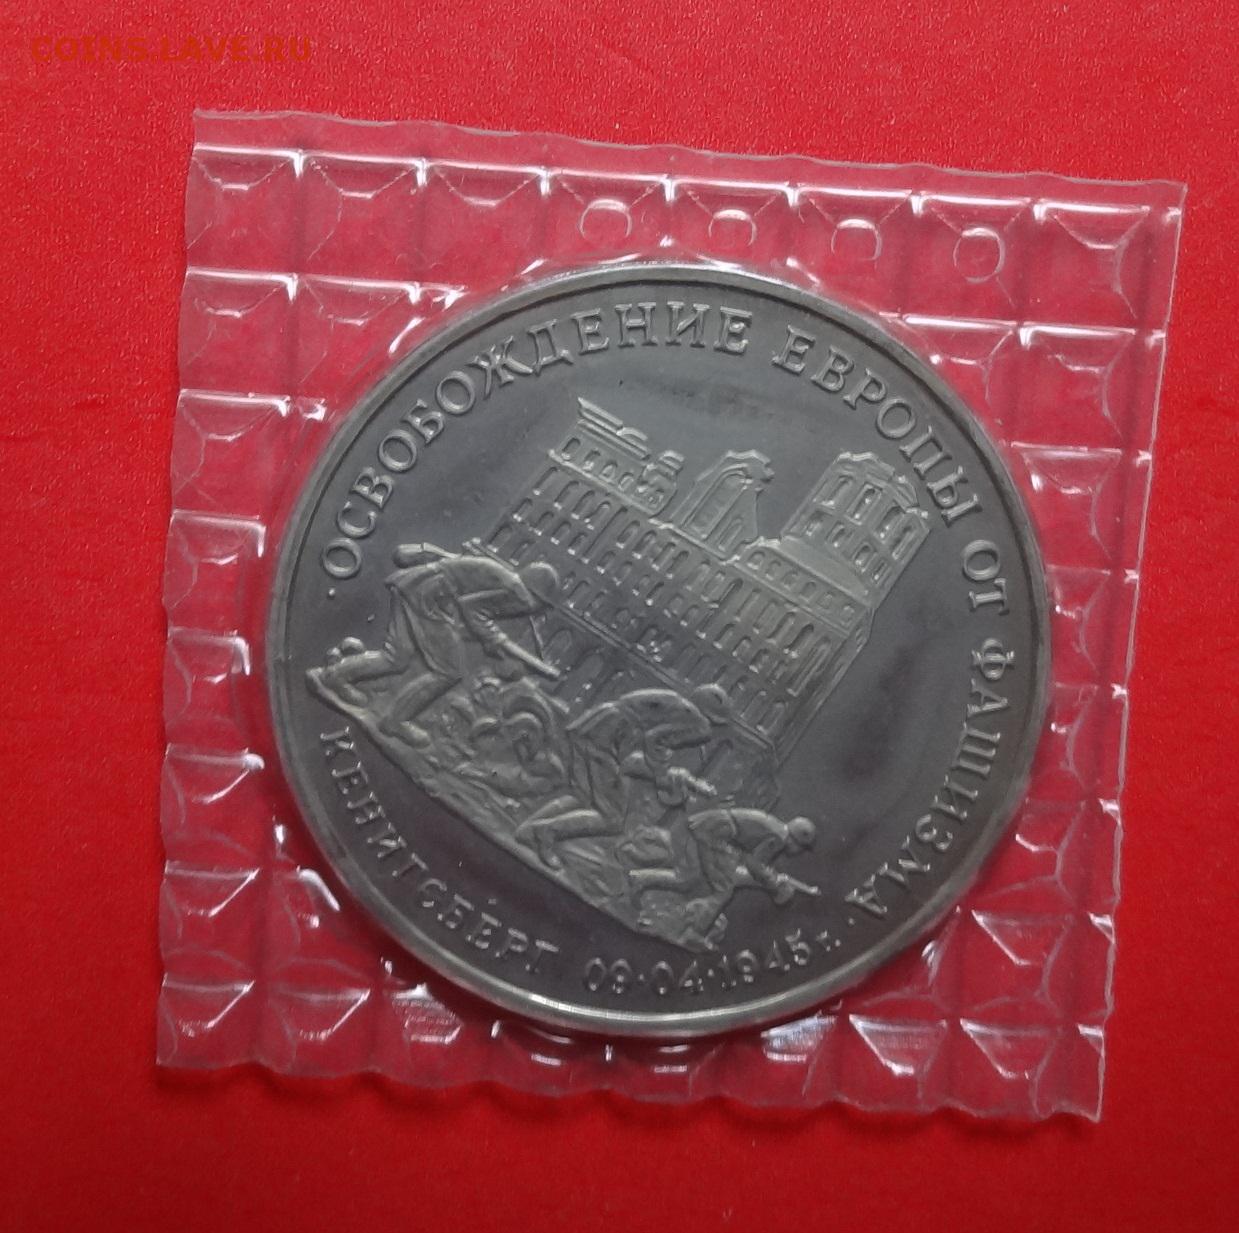 COINS.LAVE.RU
· ОСВОБОЖДЕНИЕ ЕВРОПЫ ОТ ФАШИЗМА ·
КЕНИГСБЕРГ 09·04·1945 г.